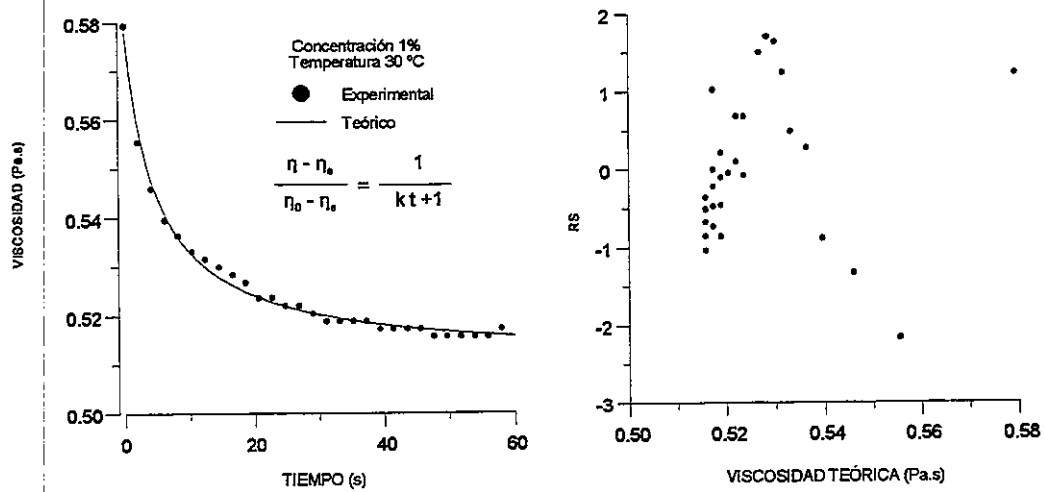 0.58
0.56
0.54
0.52
0.50
VISCOSIDAD (Pa.s)
0
20
40
60
TIEMPO (s)
Concentración 1%
Temperatura 30 ºC
Experimental
Teórico
η - ηe / η0 - ηe = 1 / kt+1
2
1
0
-1
-2
-3
RS
0.50
0.52
0.54
0.56
0.58
VISCOSIDAD TEÓRICA (Pa.s)